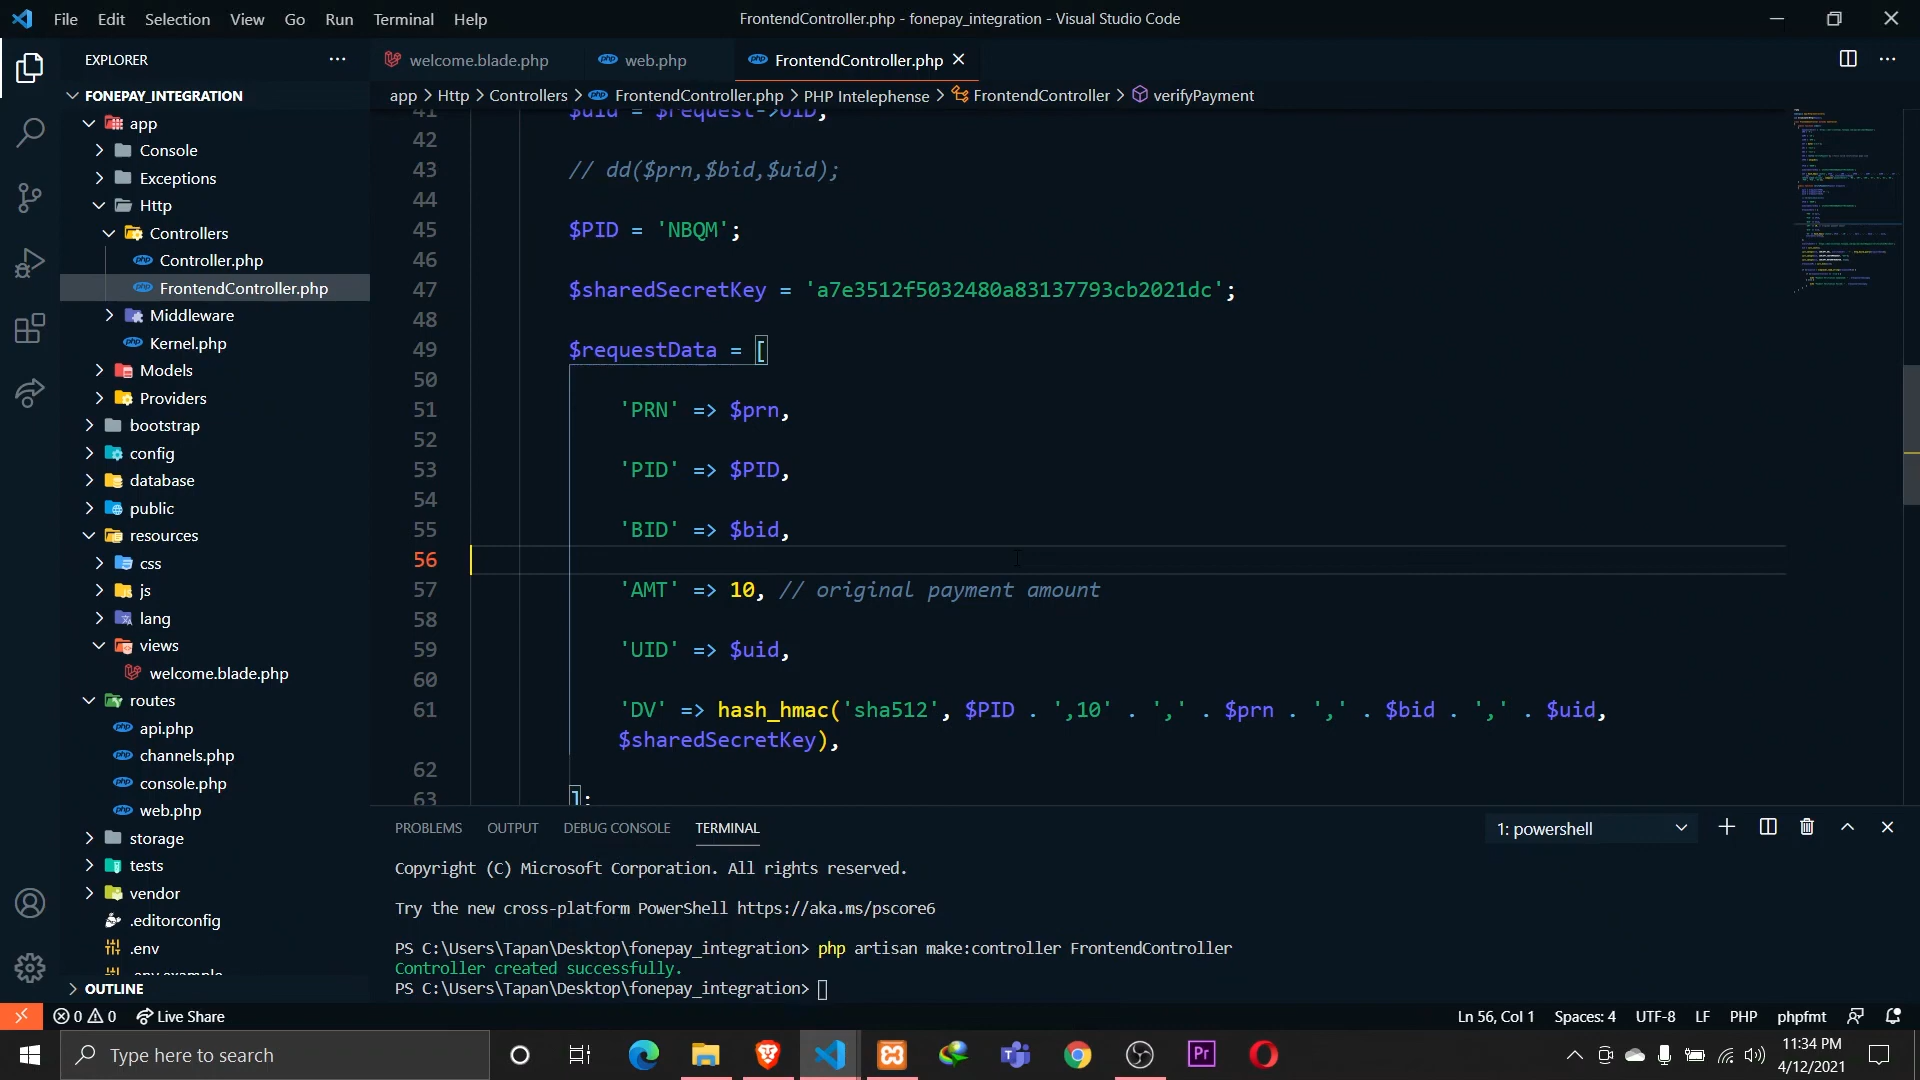 File Edit Selection View Go Run Terminal Help
FrontendController.php - fonepay_integration - Visual Studio Code
EXPLORER
welcome.blade.php
web.php
FrontendController.php
app > Http > Controllers > FrontendController.php > PHP Intelephense > FrontendController > verifyPayment
FONEPAY_INTEGRATION
app
Console
Exceptions
Http
Controllers
Controller.php
FrontendController.php
Middleware
Kernel.php
Models
Providers
bootstrap
config
database
public
resources
css
js
lang
views
welcome.blade.php
routes
api.php
channels.php
console.php
web.php
storage
tests
vendor
.editorconfig
.env
.env.example
OUTLINE
41 $uid = $request->UID;
42
43 // dd($prn,$bid,$uid);
44
45 $PID = 'NBQM';
46
47 $sharedSecretKey = 'a7e3512f5032480a83137793cb2021dc';
48
49 $requestData = [
50
51 'PRN' => $prn,
52
53 'PID' => $PID,
54
55 'BID' => $bid,
56
57 'AMT' => 10, // original payment amount
58
59 'UID' => $uid,
60
61 'DV' => hash_hmac('sha512', $PID . ',10' . ',' . $prn . ',' . $bid . ',' . $uid,
$sharedSecretKey),
62
63 ];
PROBLEMS OUTPUT DEBUG CONSOLE TERMINAL
1: powershell
Copyright (C) Microsoft Corporation. All rights reserved.
Try the new cross-platform PowerShell https://aka.ms/pscore6
PS C:\Users\Tapan\Desktop\fonepay_integration> php artisan make:controller FrontendController
Controller created successfully.
PS C:\Users\Tapan\Desktop\fonepay_integration>
0 0 Live Share
Ln 56, Col 1 Spaces: 4 UTF-8 LF PHP phpfmt
Type here to search
Pr
11:34 PM
4/12/2021